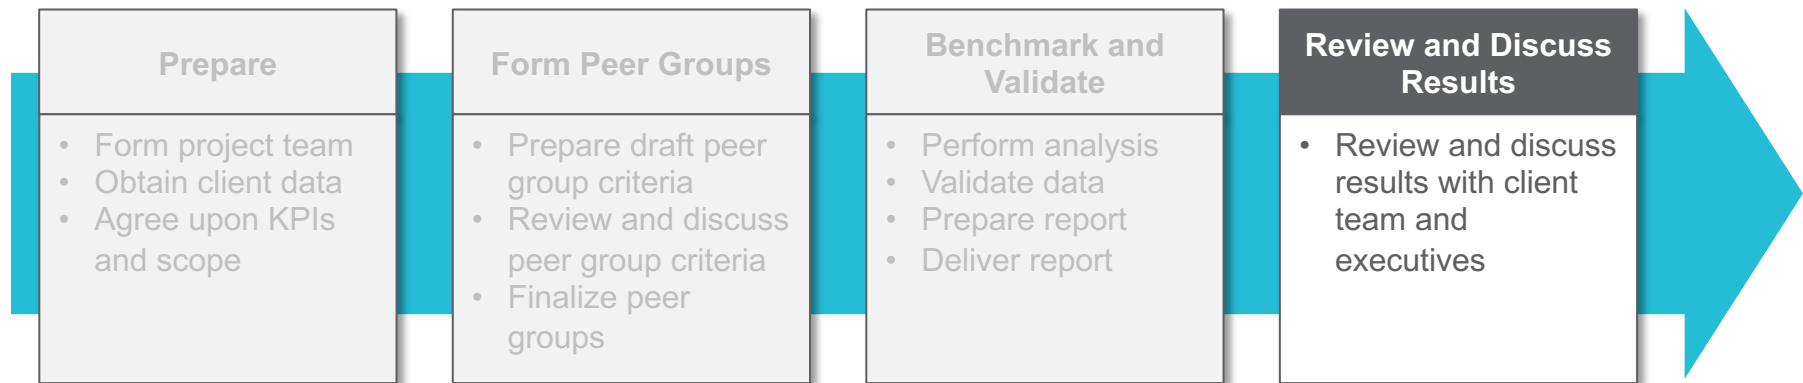 Prepare
• Form project team
• Obtain client data
• Agree upon KPIs
and scope
Form Peer Groups
• Prepare draft peer
group criteria
• Review and discuss
peer group criteria
• Finalize peer
groups
Benchmark and
Validate
• Perform analysis
• Validate data
• Prepare report
• Deliver report
Review and Discuss
Results
• Review and discuss
results with client
team and
executives